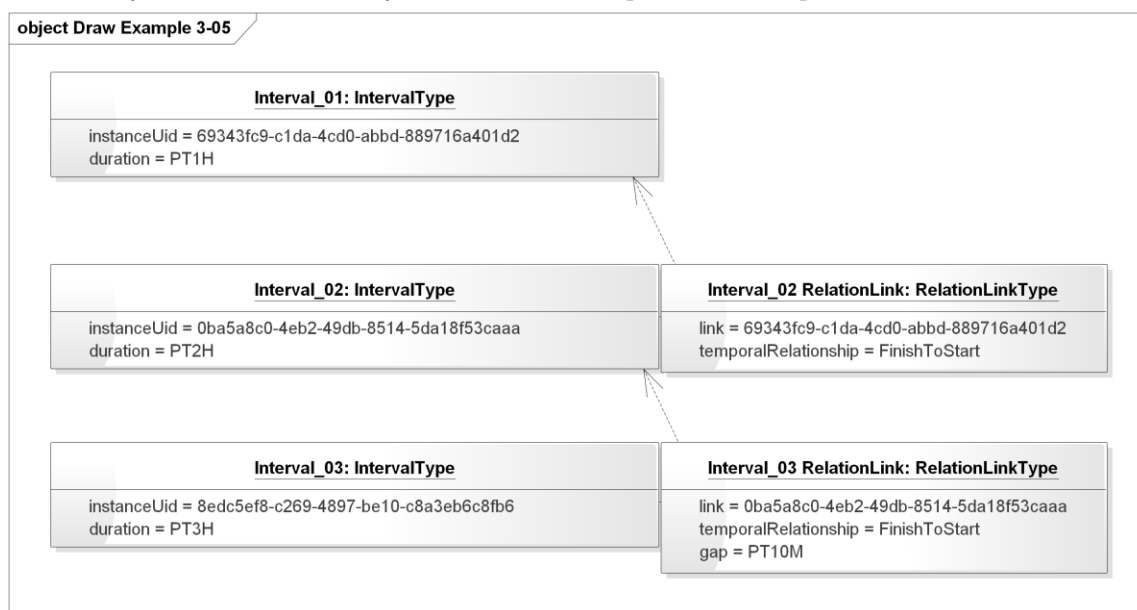 object Draw Example 3-05
Interval_01: IntervalType
instanceUid = 69343fc9-c1da-4cd0-abbd-889716a401d2
duration = PT1H
Interval_02: IntervalType
instanceUid = 0ba5a8c0-4eb2-49db-8514-5da18f53caaa
duration = PT2H
Interval_02 RelationLink: RelationLinkType
link = 69343fc9-c1da-4cd0-abbd-889716a401d2
temporalRelationship = FinishToStart
Interval_03: IntervalType
instanceUid = 8edc5ef8-c269-4897-be10-c8a3eb6c8fb6
duration = PT3H
Interval_03 RelationLink: RelationLinkType
link = 0ba5a8c0-4eb2-49db-8514-5da18f53caaa
temporalRelationship = FinishToStart
gap = PT10M